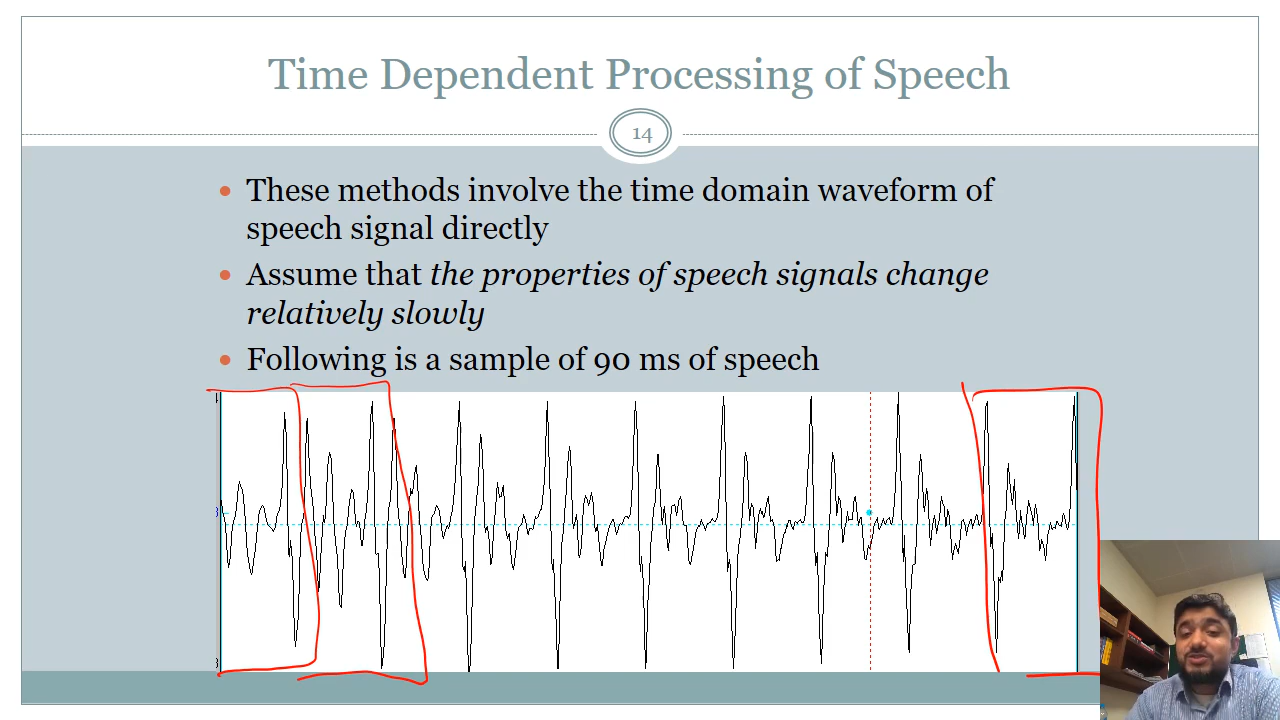 Time Dependent Processing of Speech
14
These methods involve the time domain waveform of
speech signal directly
Assume that the properties of speech signals change
relatively slowly
Following is a sample of 90 ms of speech